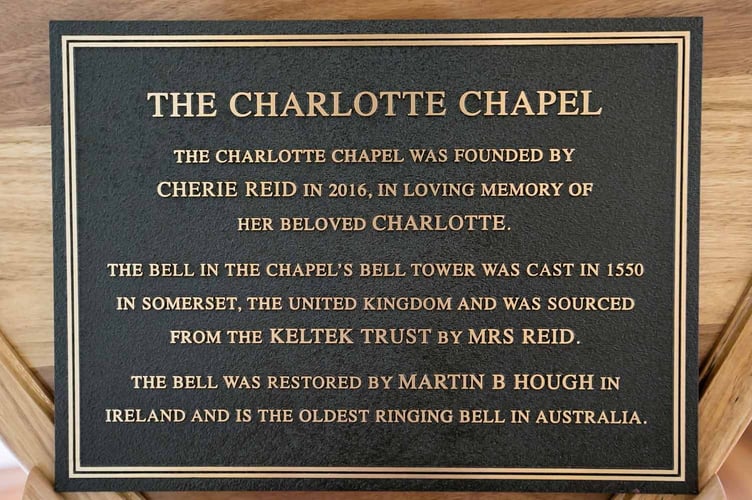 THE CHARLOTTE CHAPEL
THE CHARLOTTE CHAPEL WAS FOUNDED BY
CHERIE REID IN 2016, IN LOVING MEMORY OF
HER BELOVED CHARLOTTE.
THE BELL IN THE CHAPEL'S BELL TOWER WAS CAST IN 1550
IN SOMERSET, THE UNITED KINGDOM AND WAS SOURCED
FROM THE KELTEK TRUST BY MRS REID.
THE BELL WAS RESTORED BY MARTIN B HOUGH IN
IRELAND AND IS THE OLDEST RINGING BELL IN AUSTRALIA.